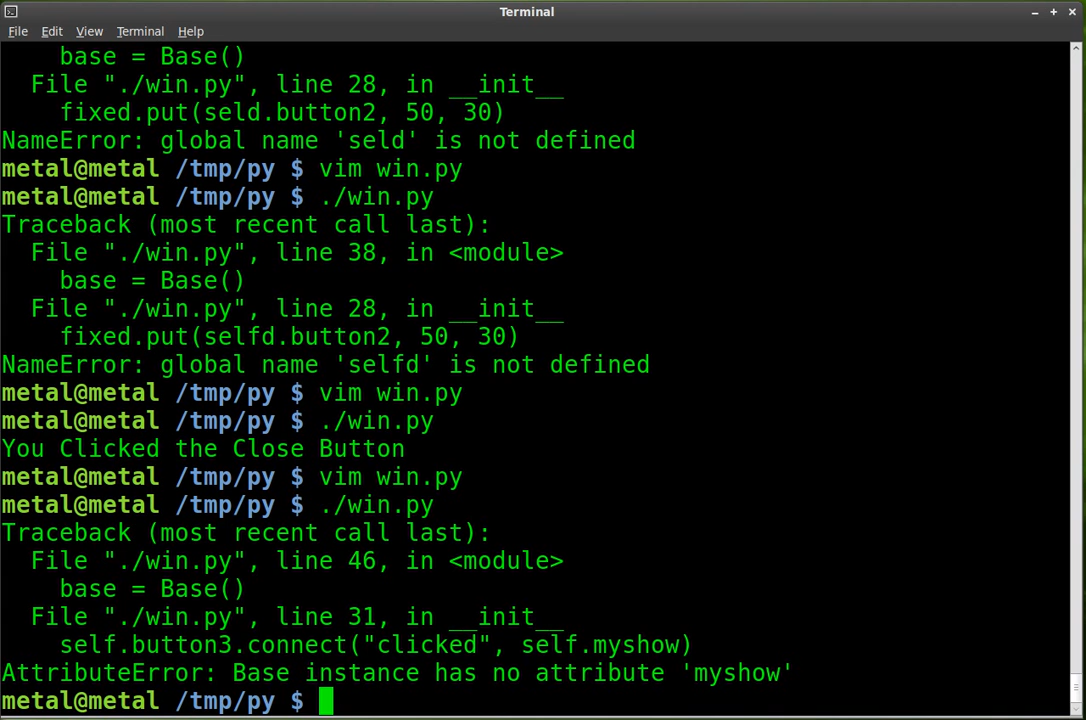 Terminal
File Edit View Terminal Help
base = Base()
File "./win.py", line 28, in __init__
fixed.put(seld.button2, 50, 30)
NameError: global name 'seld' is not defined
metal@metal /tmp/py $ vim win.py
metal@metal /tmp/py $ ./win.py
Traceback (most recent call last):
File "./win.py", line 38, in <module>
base = Base()
File "./win.py", line 28, in __init__
fixed.put(selfd.button2, 50, 30)
NameError: global name 'selfd' is not defined
metal@metal /tmp/py $ vim win.py
metal@metal /tmp/py $ ./win.py
You Clicked the Close Button
metal@metal /tmp/py $ vim win.py
metal@metal /tmp/py $ ./win.py
Traceback (most recent call last):
File "./win.py", line 46, in <module>
base = Base()
File "./win.py", line 31, in __init__
self.button3.connect("clicked", self.myshow)
AttributeError: Base instance has no attribute 'myshow'
metal@metal /tmp/py $